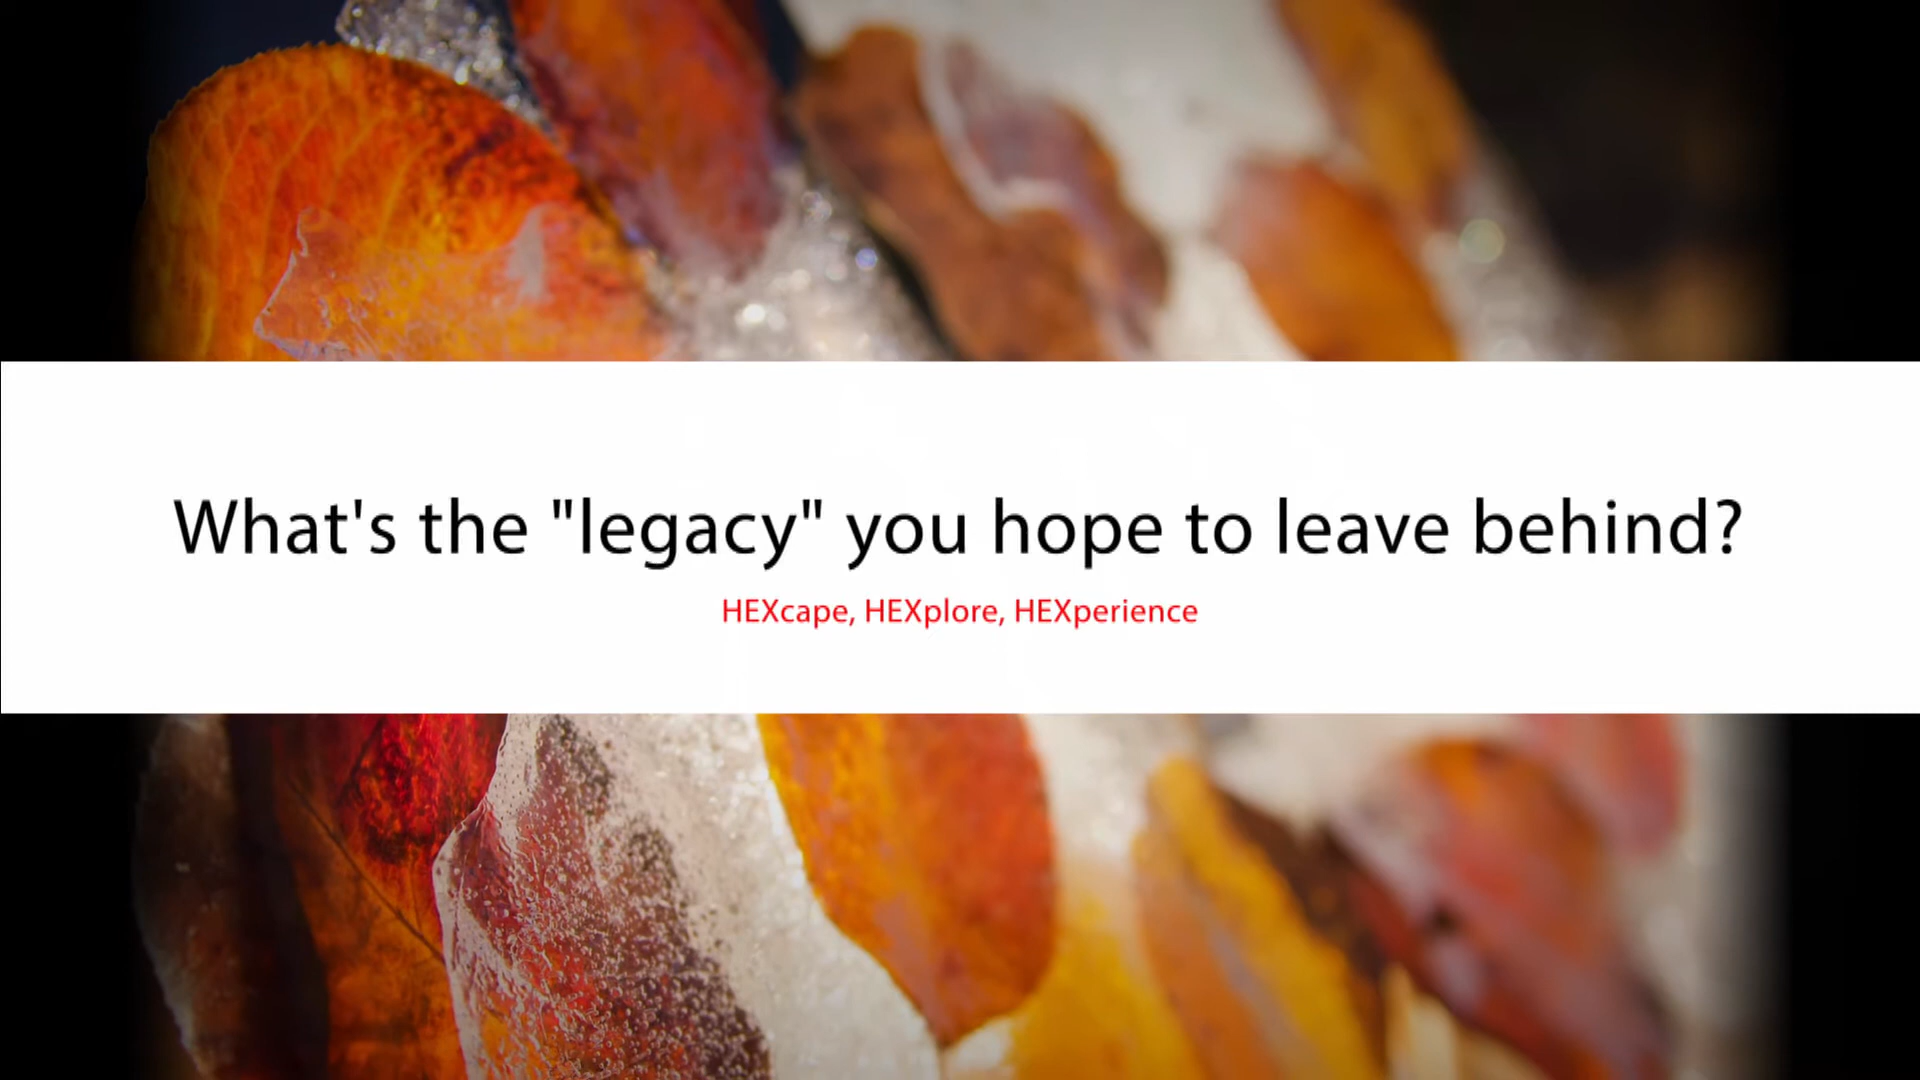 What's the "legacy" you hope to leave behind?
HEXcape, HEXplore, HEXperience